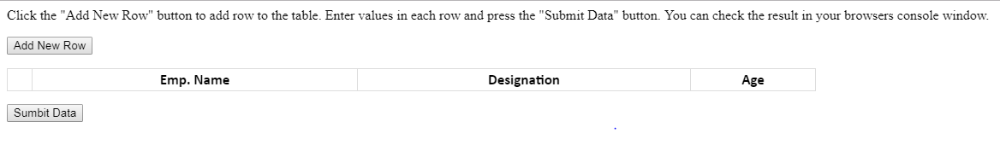 Click the "Add New Row" button to add row to the table. Enter values in each row and press the "Submit Data" button. You can check the result in your browsers console window.
Add New Row
Emp. Name Designation Age
Sumbit Data